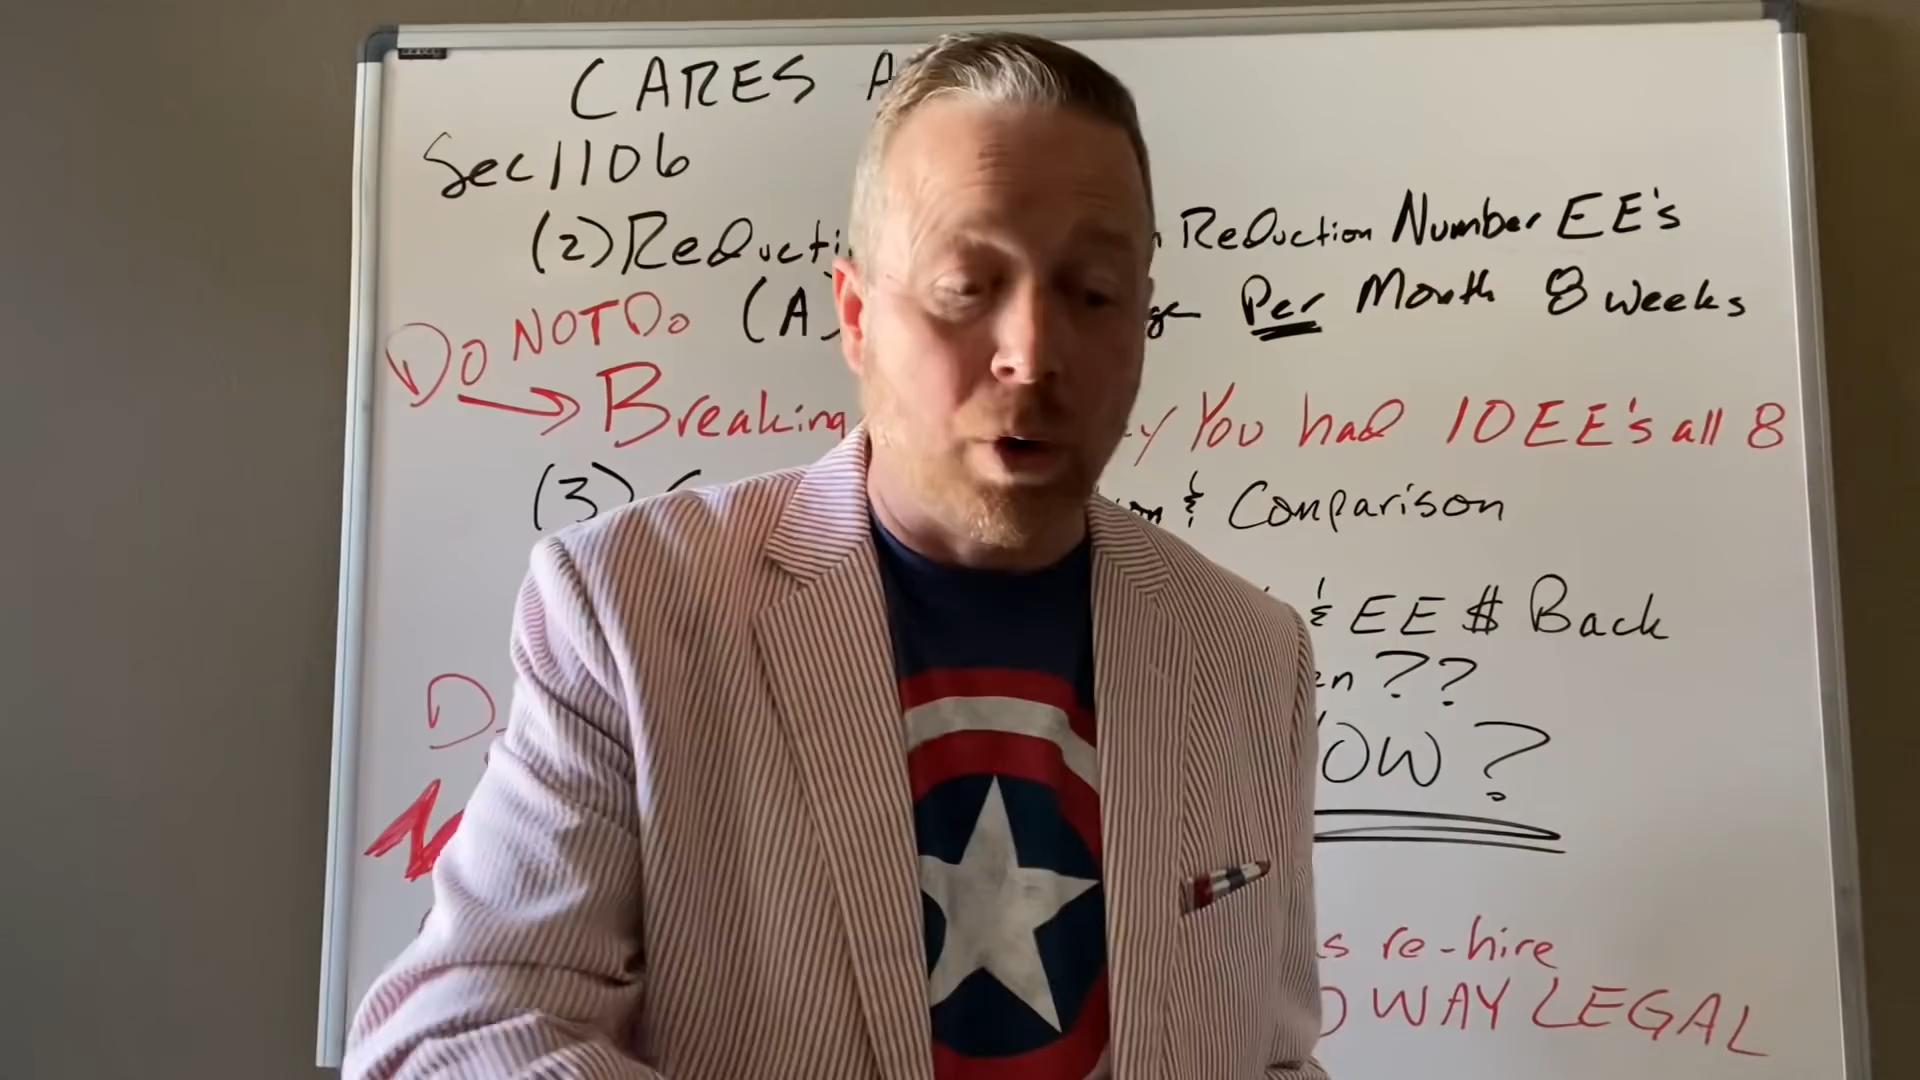 CARES A
Sec 1106
(2) Reducti Reduction Number EE's
(A) Per Month 8 weeks
DO NOT DO
Breaking You had 10 EE's all 8
(3) & Comparison
& EE $ Back
en ??
OW?
s re-hire
WAY LEGAL